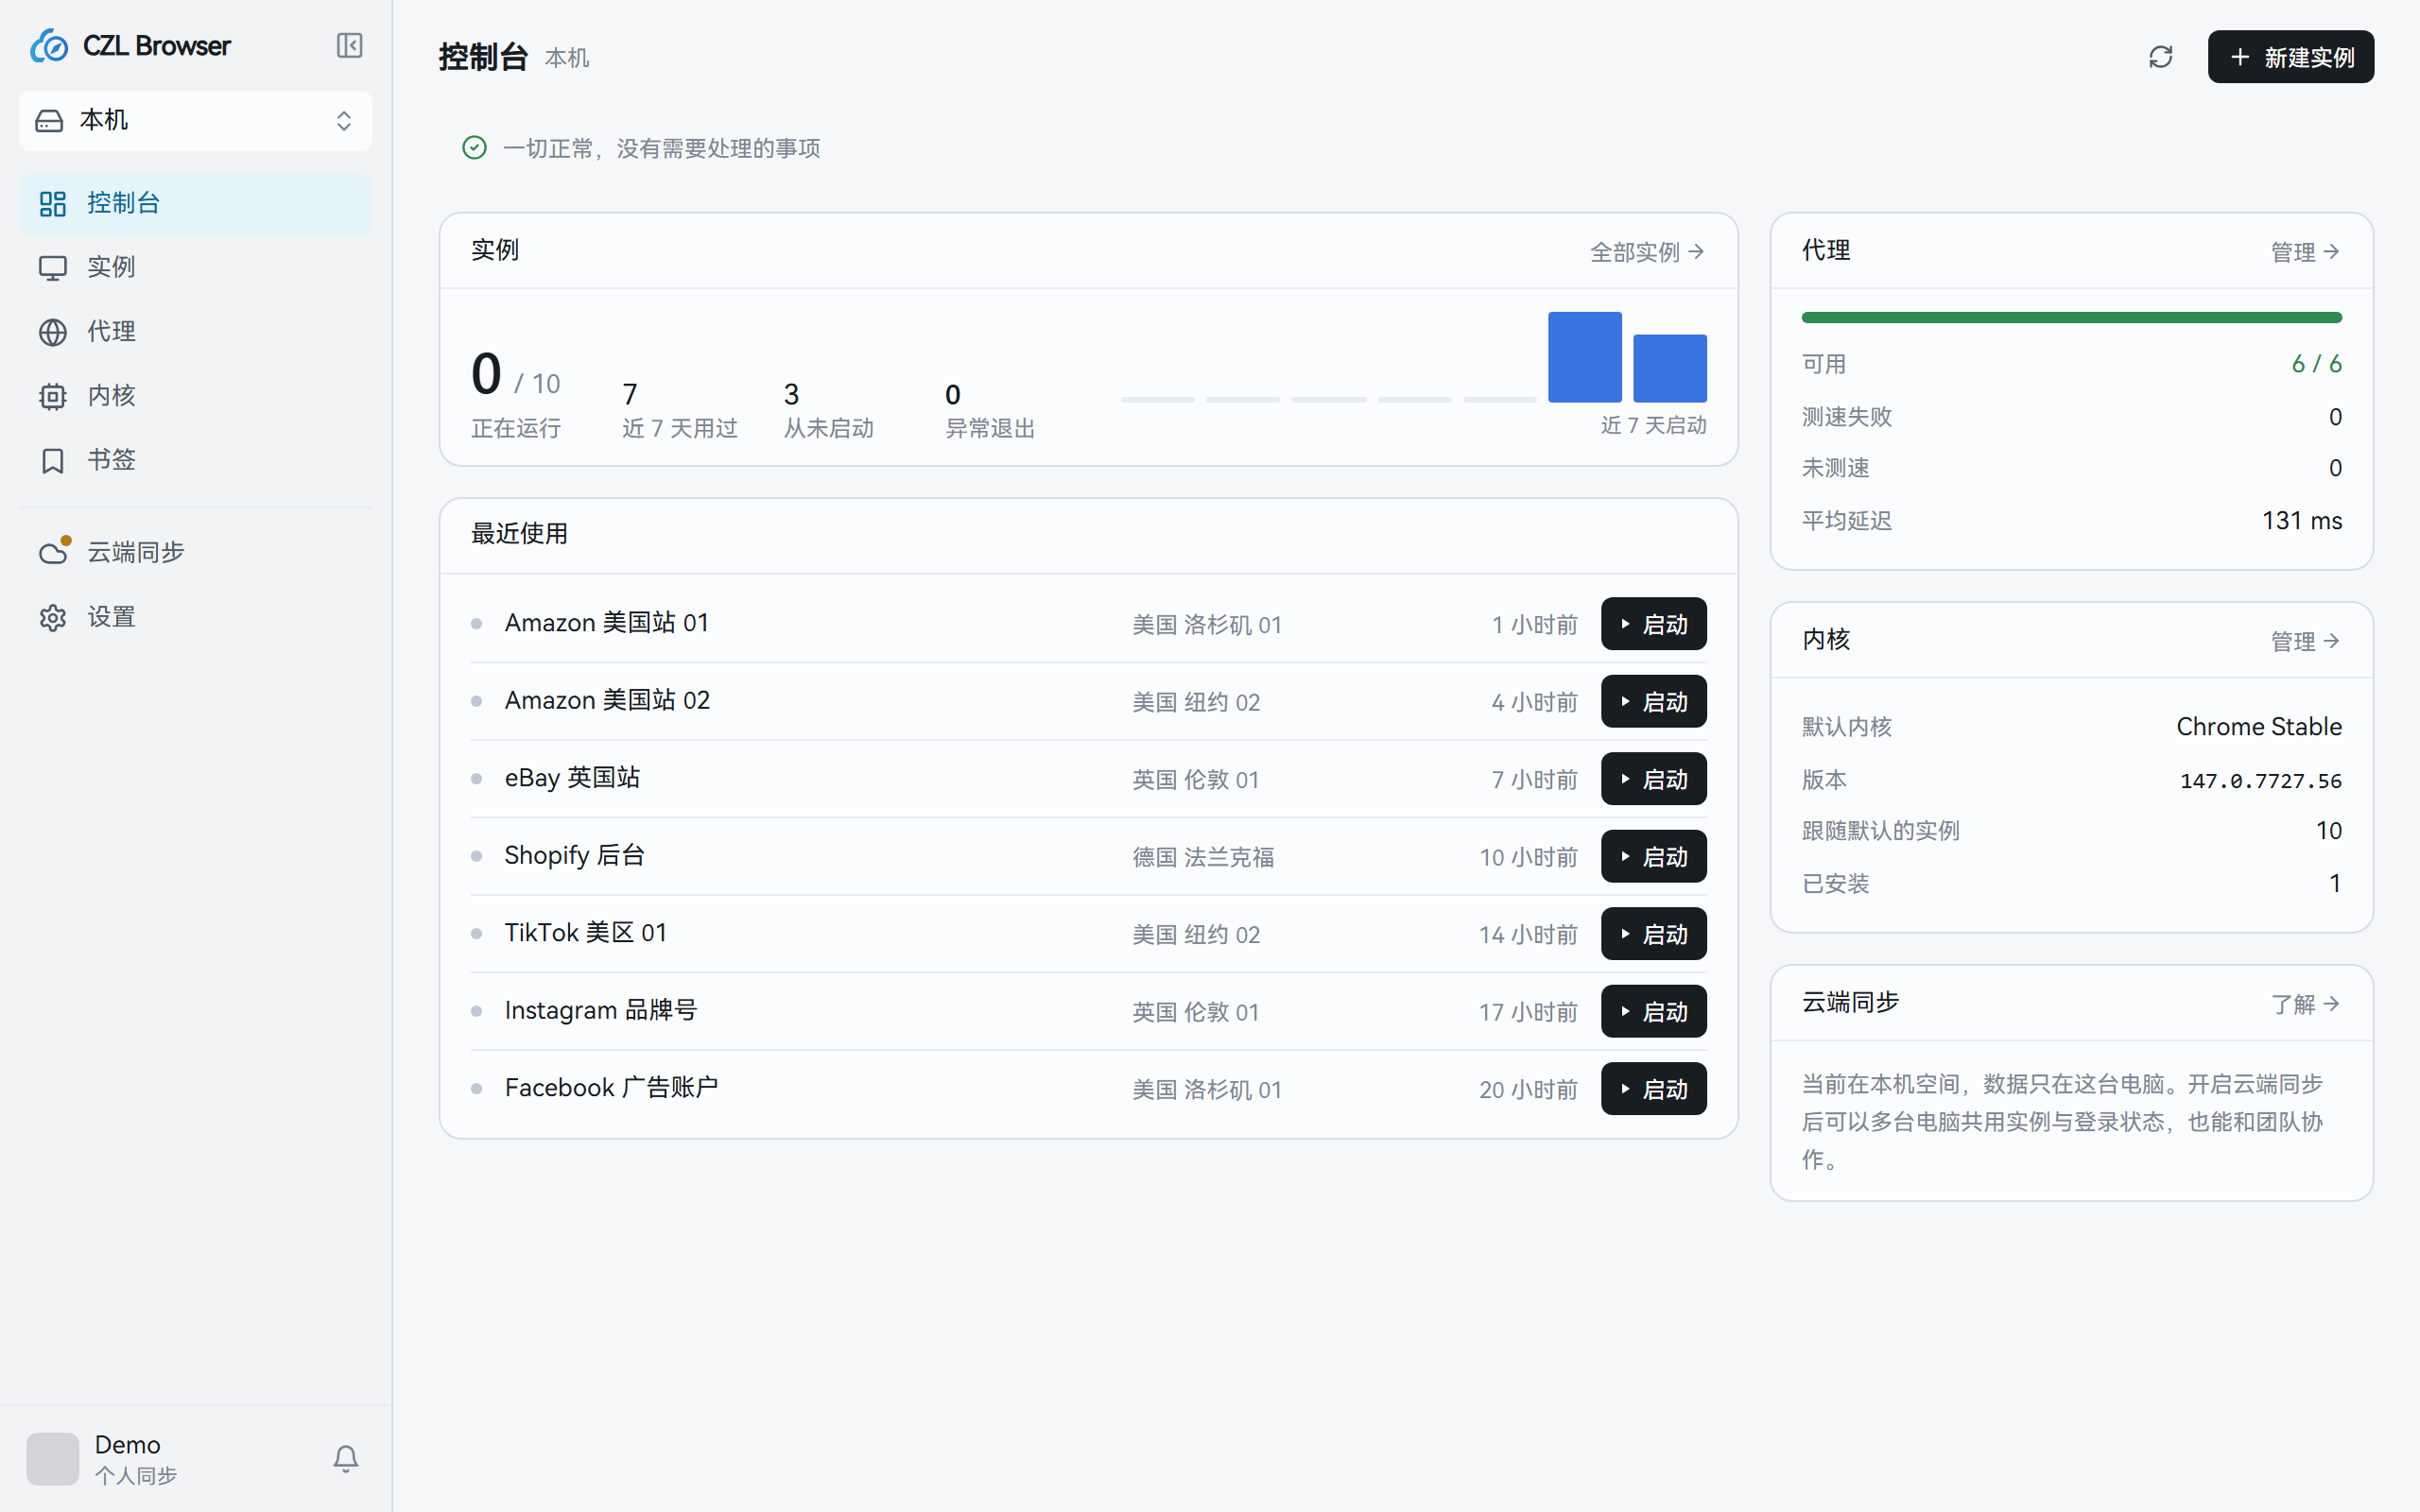 CZL Browser
本机
控制台
实例
代理
内核
书签
云端同步
设置
Demo
个人同步
控制台 本机
新建实例
一切正常，没有需要处理的事项
实例 全部实例
0 / 10
正在运行
7
近 7 天用过
3
从未启动
0
异常退出
近 7 天启动
最近使用
Amazon 美国站 01 美国 洛杉矶 01 1 小时前 启动
Amazon 美国站 02 美国 纽约 02 4 小时前 启动
eBay 英国站 英国 伦敦 01 7 小时前 启动
Shopify 后台 德国 法兰克福 10 小时前 启动
TikTok 美区 01 美国 纽约 02 14 小时前 启动
Instagram 品牌号 英国 伦敦 01 17 小时前 启动
Facebook 广告账户 美国 洛杉矶 01 20 小时前 启动
代理 管理
可用 6 / 6
测速失败 0
未测速 0
平均延迟 131 ms
内核 管理
默认内核 Chrome Stable
版本 147.0.7727.56
跟随默认的实例 10
已安装 1
云端同步 了解
当前在本机空间，数据只在这台电脑。开启云端同步
后可以多台电脑共用实例与登录状态，也能和团队协
作。